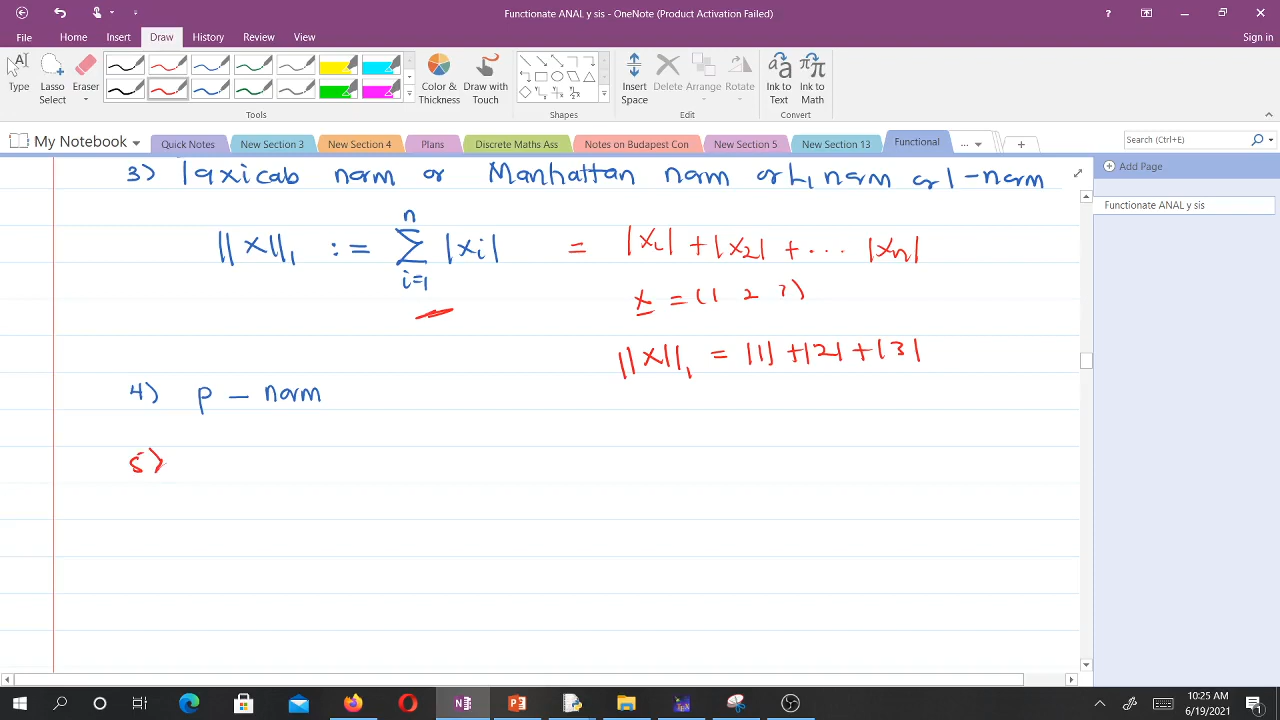 Functionate ANAL y sis - OneNote (Product Activation Failed)
File Home Insert Draw History Review View Sign in
Type Lasso Select Eraser Color & Thickness Draw with Touch Insert Space Delete Arrange Rotate Ink to Text Ink to Math
Tools Shapes Edit Convert
My Notebook Quick Notes New Section 3 New Section 4 Plans Discrete Maths Ass Notes on Budapest Con New Section 5 New Section 13 Functional ... Search (Ctrl+E)
Add Page
Functionate ANAL y sis
3) Taxicab norm or Manhattan norm or L₁ norm or 1-norm
||x||₁ := n ∑ i=1 |xi| = |xi| + |x2| + ... |xn|
x = (1 2 3)
||x||₁ = |1| + |2| + |3|
4) p - norm
5)
10:25 AM
6/19/2021